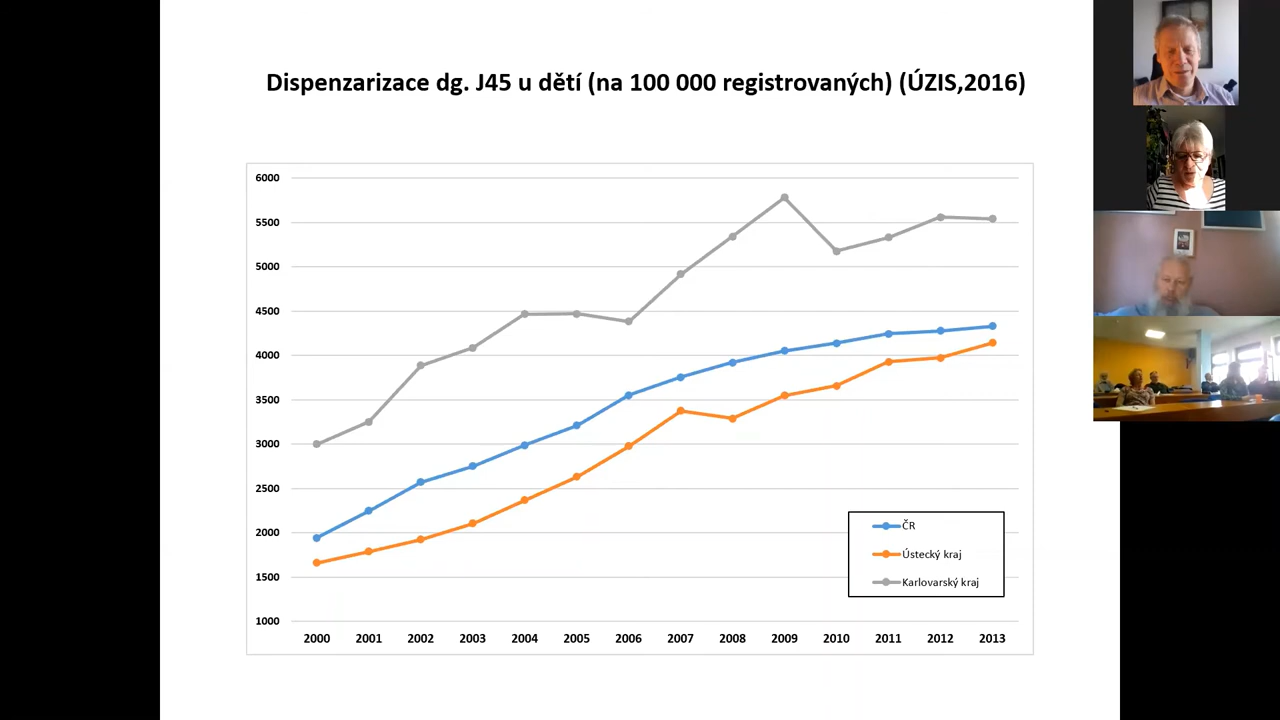 Dispenzarizace dg. J45 u dětí (na 100 000 registrovaných) (ÚZIS,2016)
6000
5500
5000
4500
4000
3500
3000
2500
2000
1500
1000
ČR
Ústecký kraj
Karlovarský kraj
2000 2001 2002 2003 2004 2005 2006 2007 2008 2009 2010 2011 2012 2013